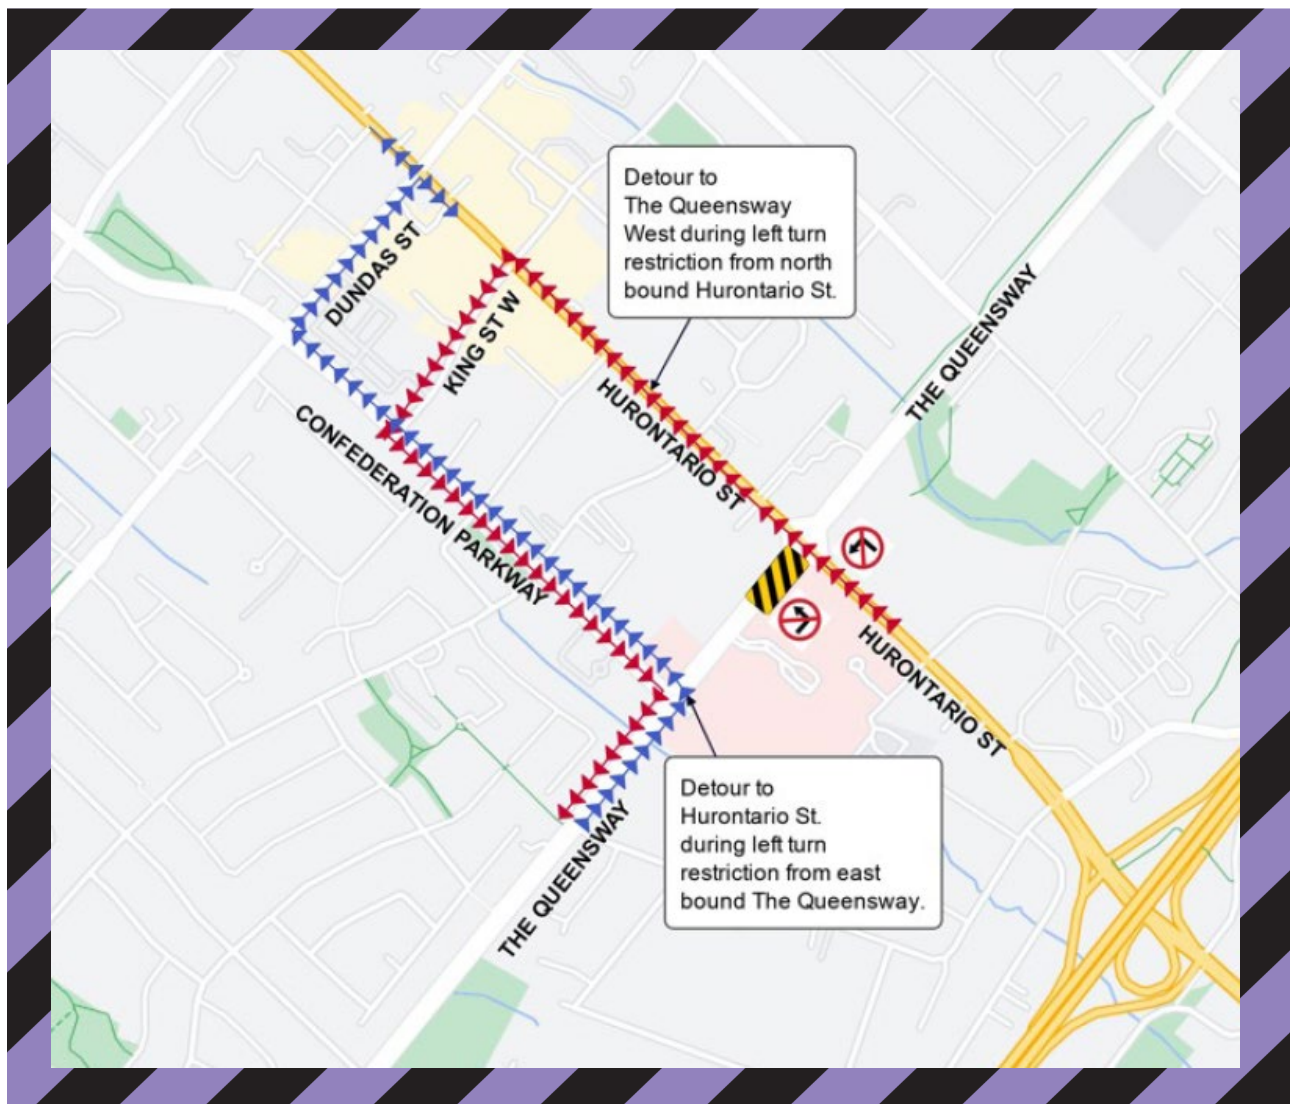 Detour to
The Queensway
West during left turn
restriction from north
bound Hurontario St.
DUNDAS ST
KING ST W
THE QUEENSWAY
HURONTARIO ST
CONFEDERATION PARKWAY
HURONTARIO ST
Detour to
Hurontario St.
during left turn
restriction from east
bound The Queensway.
THE QUEENSWAY